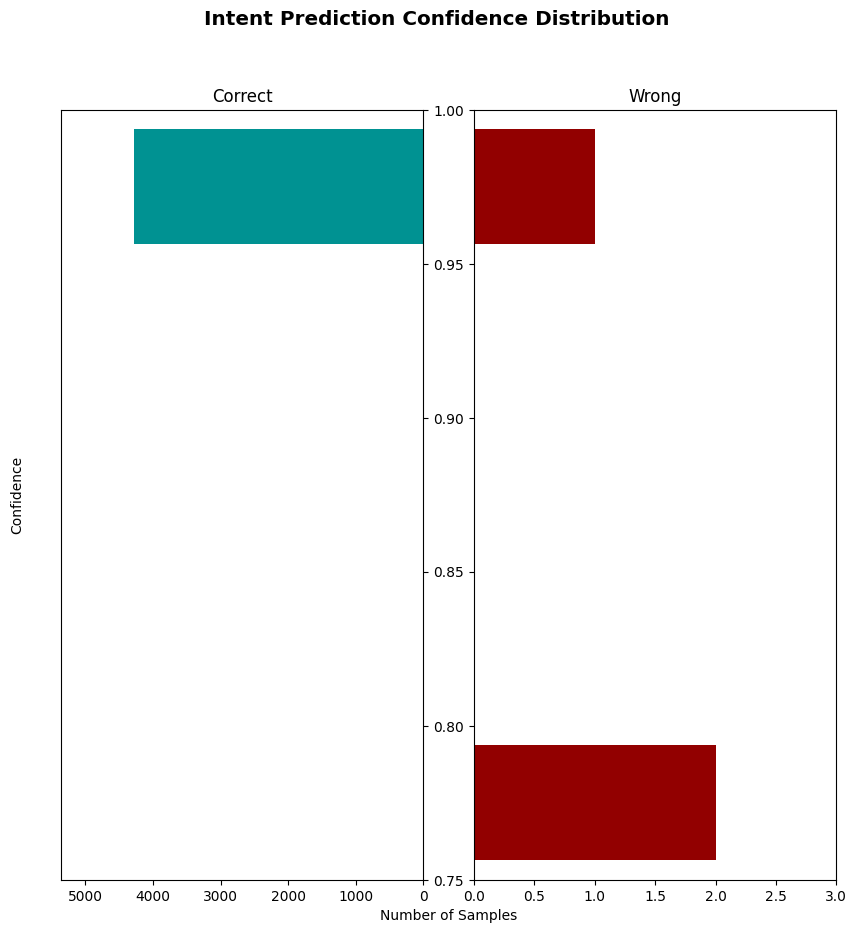 Intent Prediction Confidence Distribution
Correct
Wrong
1.00
0.95
0.90
0.85
0.80
0.75
Confidence
5000 4000 3000 2000 1000 0
0.0 0.5 1.0 1.5 2.0 2.5 3.0
Number of Samples